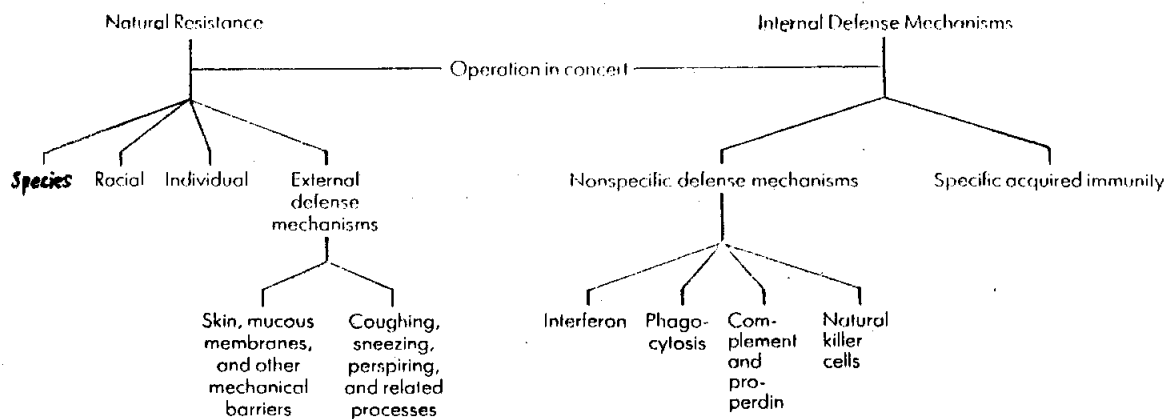 Natural Resistance
Internal Defense Mechanisms
Operation in concert
Species
Racial
Individual
External
defense
mechanisms
Nonspecific defense mechanisms
Specific acquired immunity
Skin, mucous
membranes,
and other
mechanical
barriers
Coughing,
sneezing,
perspiring,
and related
processes
Interferon
Phago-
cytosis
Com-
plement
and
pro-
perdin
Natural
killer
cells